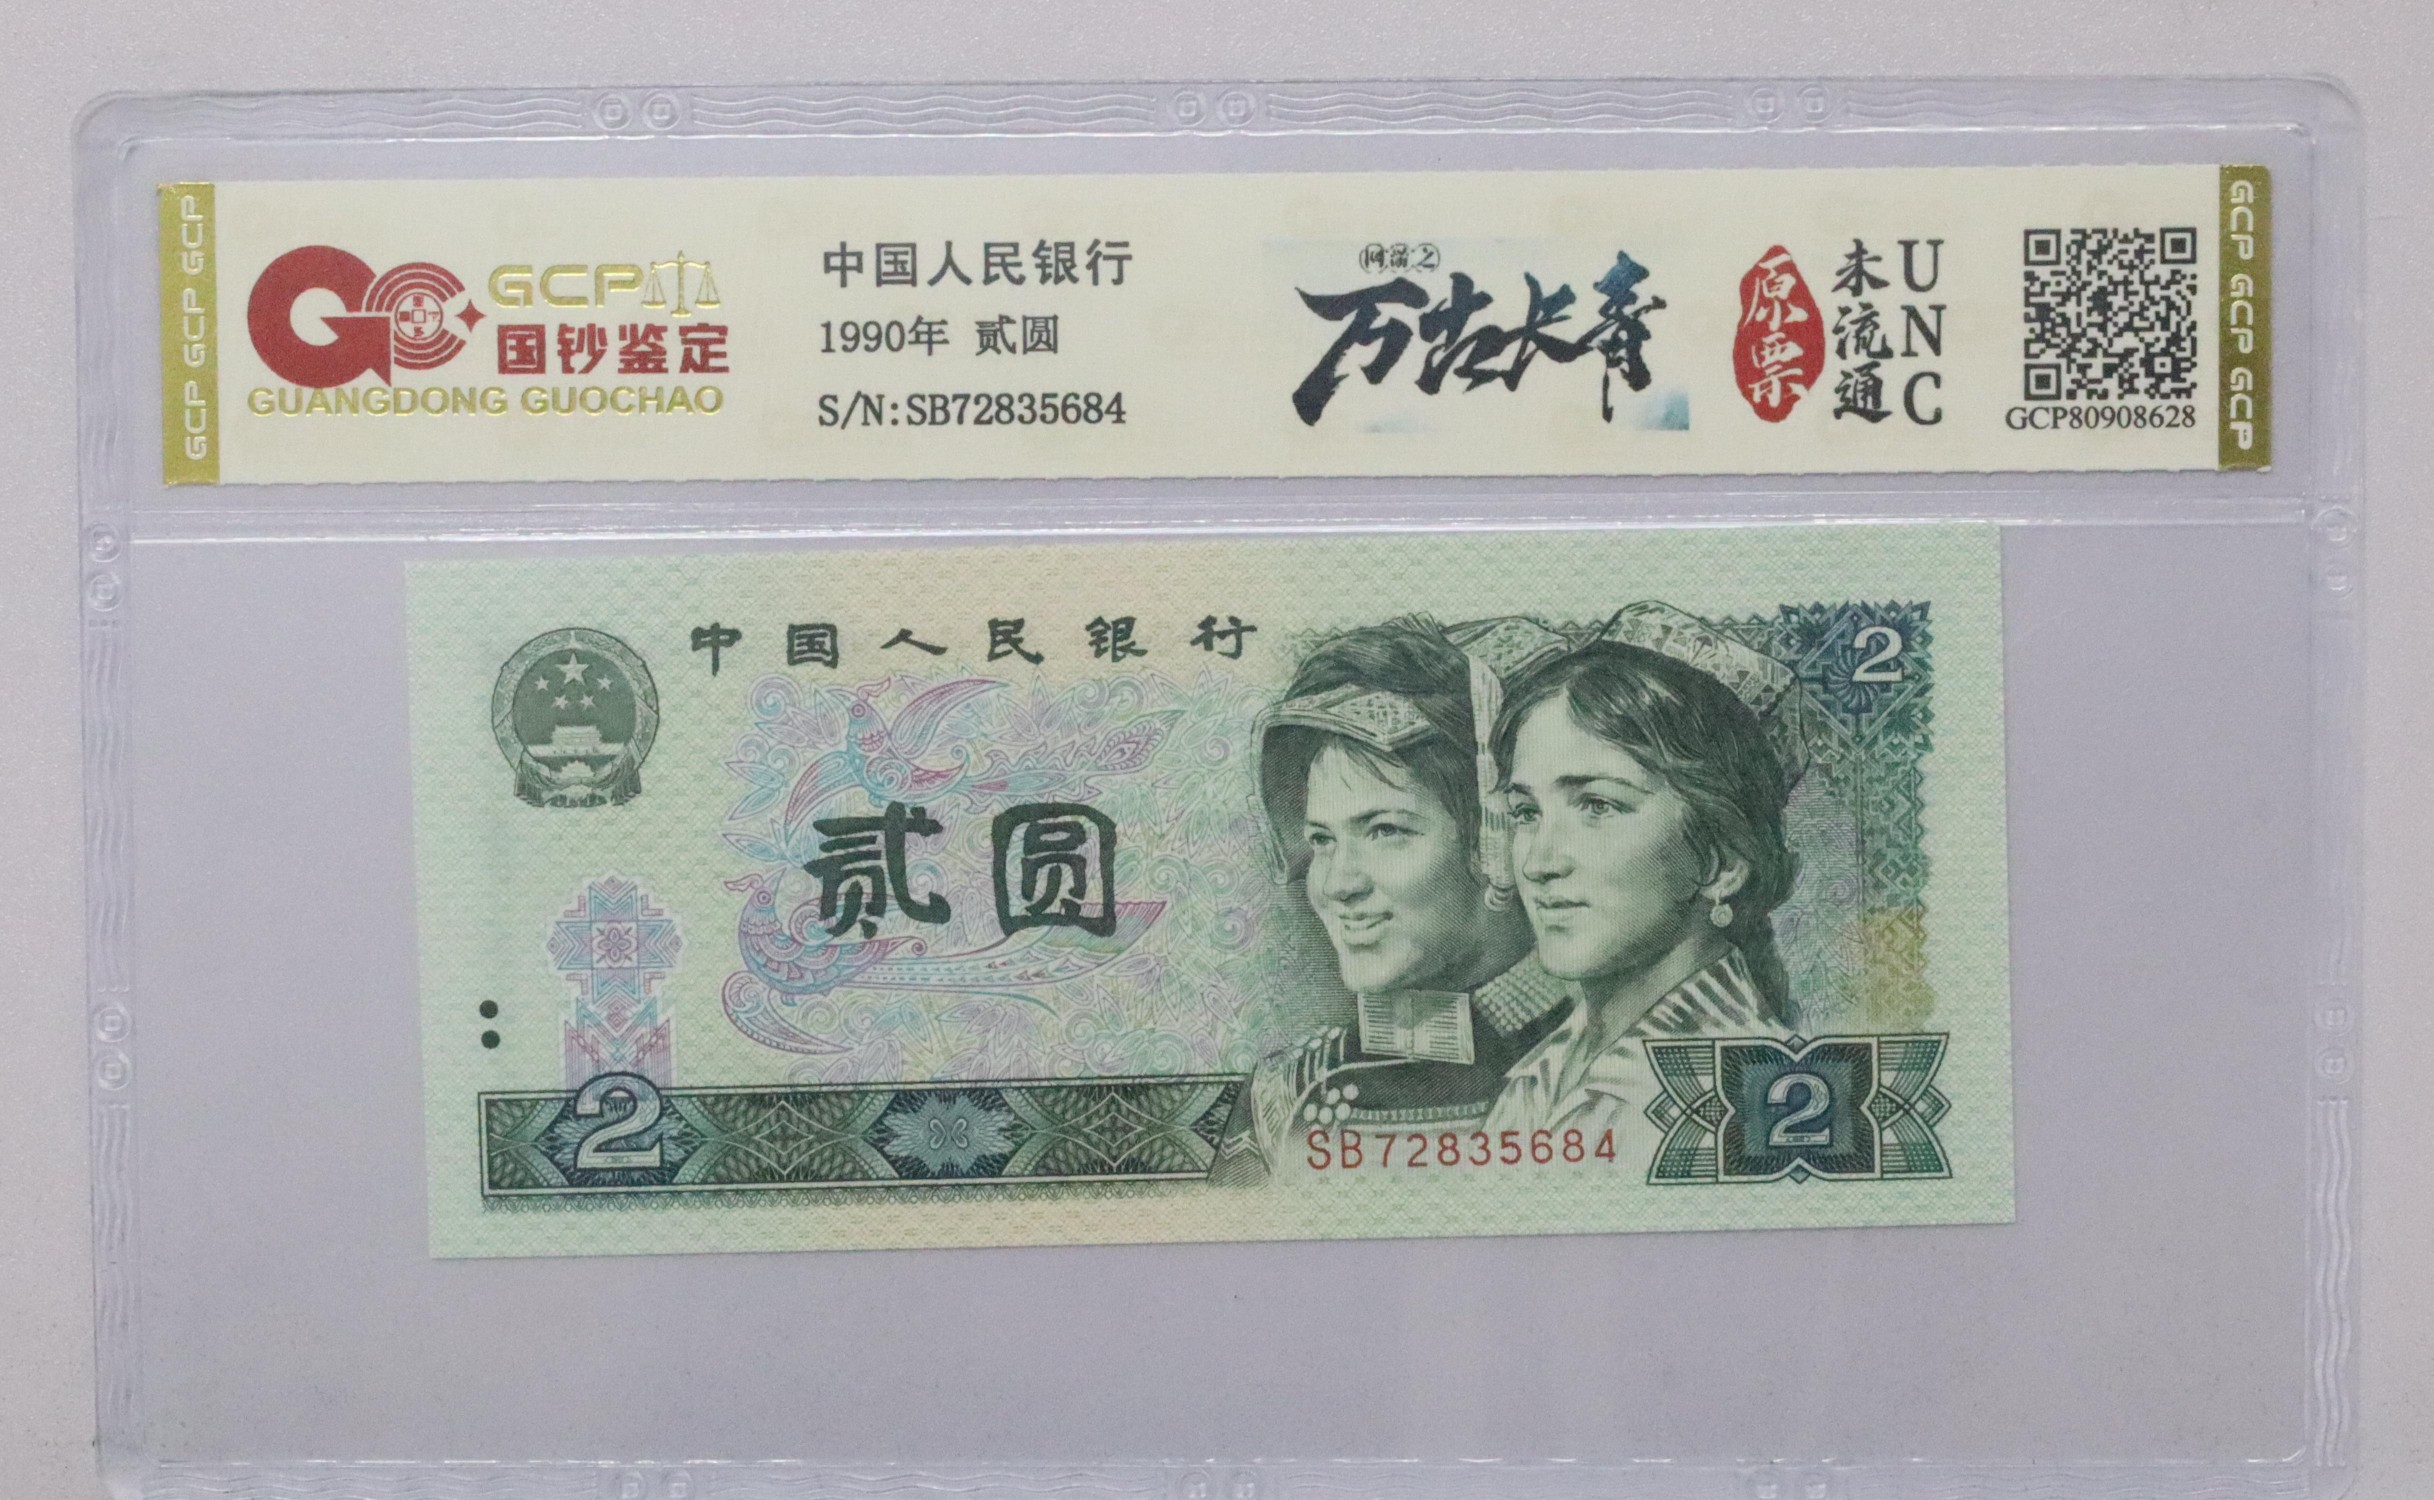 GCP GCP GCP
GCP
国钞鉴定
GUANGDONG GUOCHAO
中国人民银行
1990年 贰圆
S/N:SB72835684
万古长青
原票
未流通
UNC
GCP80908628
GCP GCP GCP GCP
中国人民银行
2
贰圆
2
SB72835684
2